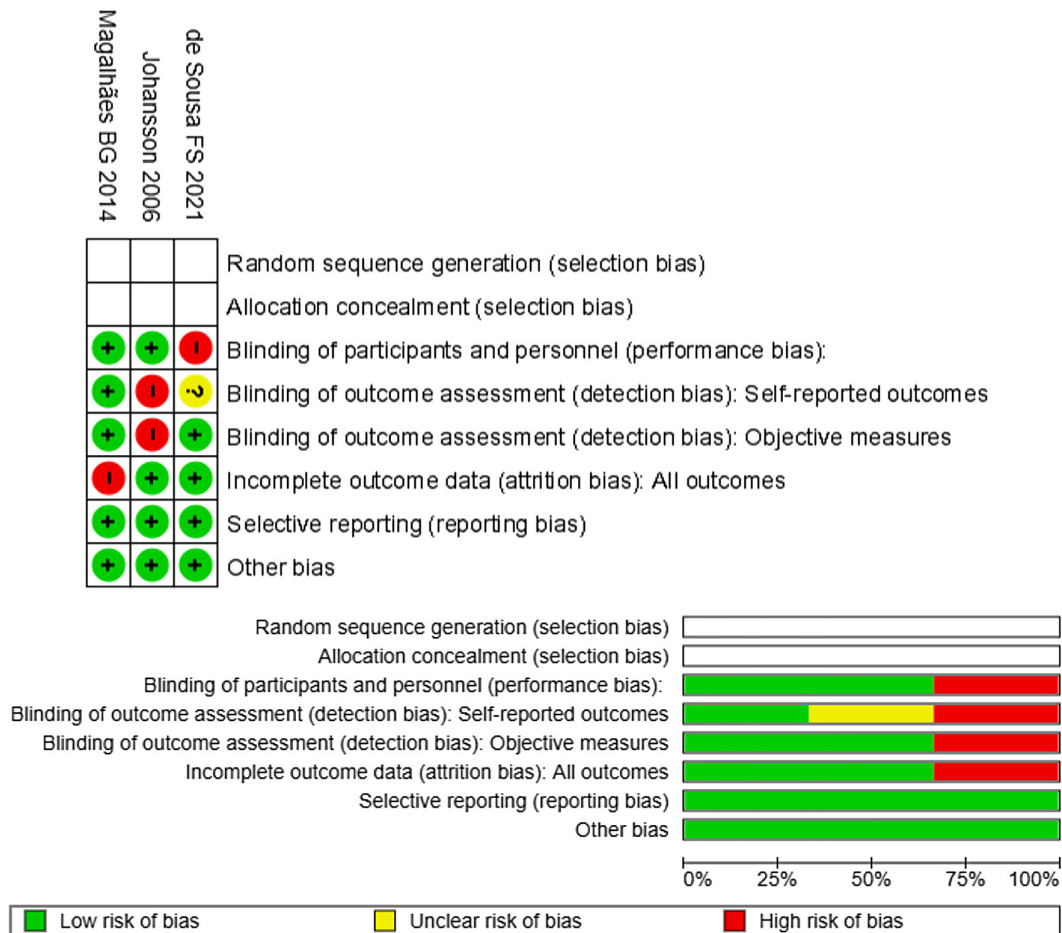 Magalhães BG 2014
Johansson 2006
de Sousa FS 2021
Random sequence generation (selection bias)
Allocation concealment (selection bias)
+ + − Blinding of participants and personnel (performance bias):
+ − ? Blinding of outcome assessment (detection bias): Self-reported outcomes
+ − + Blinding of outcome assessment (detection bias): Objective measures
− + + Incomplete outcome data (attrition bias): All outcomes
+ + + Selective reporting (reporting bias)
+ + + Other bias
Random sequence generation (selection bias)
Allocation concealment (selection bias)
Blinding of participants and personnel (performance bias):
Blinding of outcome assessment (detection bias): Self-reported outcomes
Blinding of outcome assessment (detection bias): Objective measures
Incomplete outcome data (attrition bias): All outcomes
Selective reporting (reporting bias)
Other bias
0% 25% 50% 75% 100%
Low risk of bias Unclear risk of bias High risk of bias